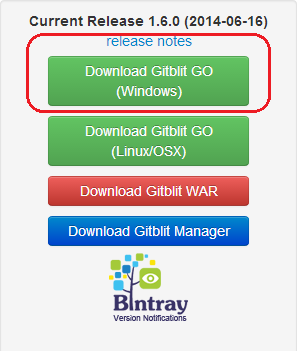 Current Release 1.6.0 (2014-06-16)
release notes
Download Gitblit GO
(Windows)
Download Gitblit GO
(Linux/OSX)
Download Gitblit WAR
Download Gitblit Manager
Bintray
Version Notifications